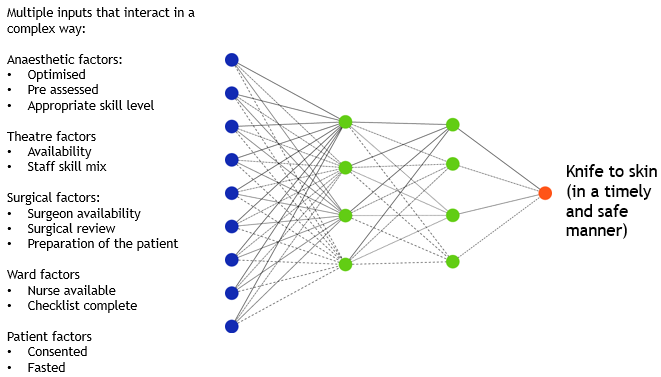 Multiple inputs that interact in a
complex way:
Anaesthetic factors:
• Optimised
• Pre assessed
• Appropriate skill level
Theatre factors
• Availability
• Staff skill mix
Surgical factors:
• Surgeon availability
• Surgical review
• Preparation of the patient
Ward factors
• Nurse available
• Checklist complete
Patient factors
• Consented
• Fasted
Knife to skin
(in a timely
and safe
manner)